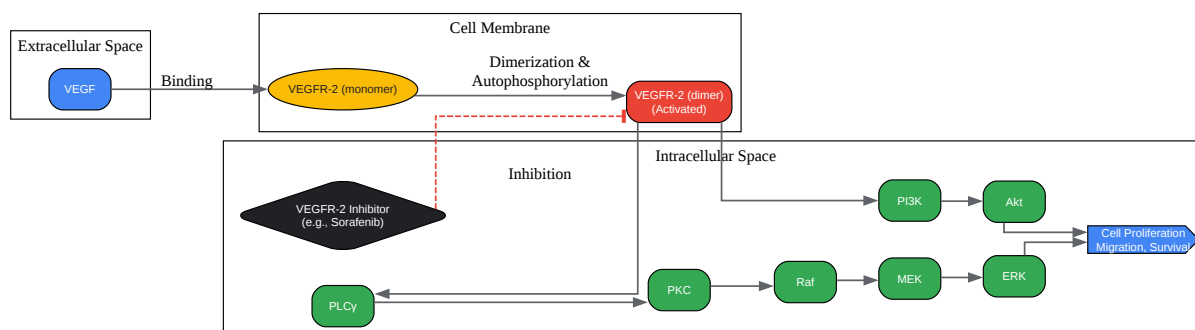 Cell Membrane
Extracellular Space
VEGF
Binding
VEGFR-2 (monomer)
Dimerization &
Autophosphorylation
VEGFR-2 (dimer)
(Activated)
Intracellular Space
Inhibition
VEGFR-2 Inhibitor
(e.g., Sorafenib)
PI3K
Akt
Cell Proliferation
Migration, Survival
PLCγ
PKC
Raf
MEK
ERK